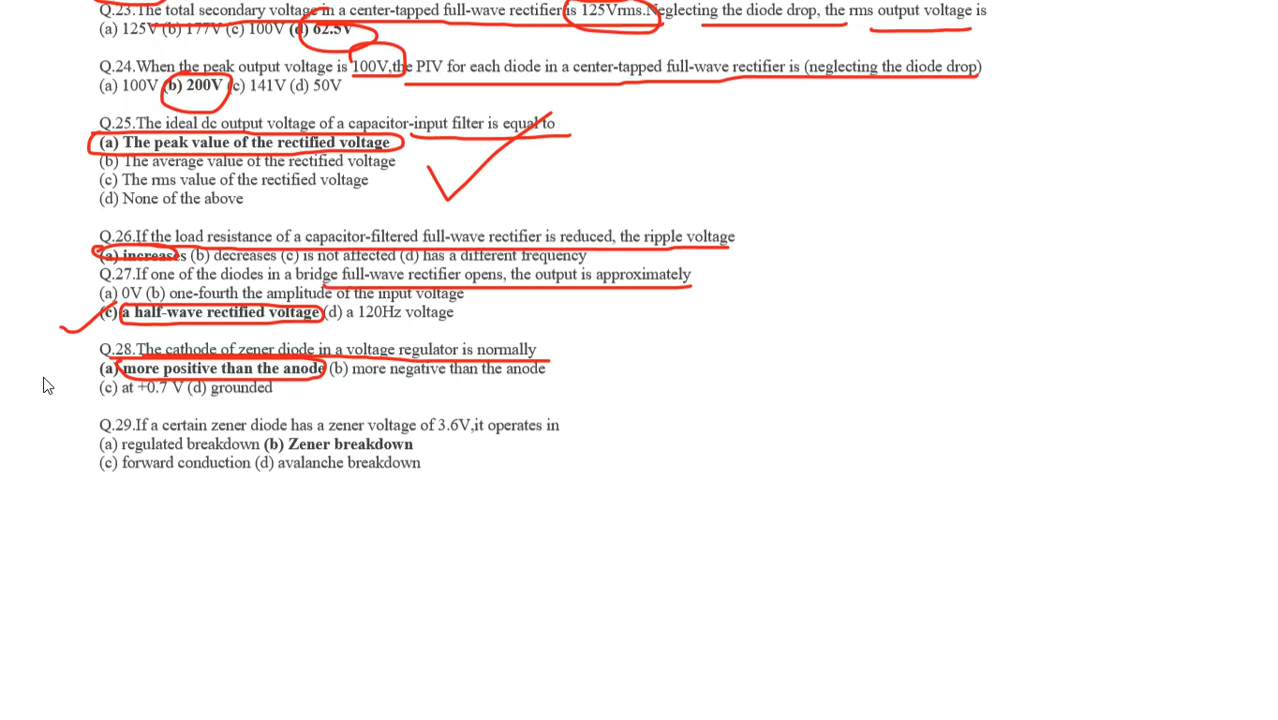 Q.23.The total secondary voltage in a center-tapped full-wave rectifier is 125Vrms.Neglecting the diode drop, the rms output voltage is
(a) 125V (b) 177V (c) 100V (d) 62.5V
Q.24.When the peak output voltage is 100V,the PIV for each diode in a center-tapped full-wave rectifier is (neglecting the diode drop)
(a) 100V (b) 200V (c) 141V (d) 50V
Q.25.The ideal dc output voltage of a capacitor-input filter is equal to
(a) The peak value of the rectified voltage
(b) The average value of the rectified voltage
(c) The rms value of the rectified voltage
(d) None of the above
Q.26.If the load resistance of a capacitor-filtered full-wave rectifier is reduced, the ripple voltage
(a) increases (b) decreases (c) is not affected (d) has a different frequency
Q.27.If one of the diodes in a bridge full-wave rectifier opens, the output is approximately
(a) 0V (b) one-fourth the amplitude of the input voltage
(c) a half-wave rectified voltage (d) a 120Hz voltage
Q.28.The cathode of zener diode in a voltage regulator is normally
(a) more positive than the anode (b) more negative than the anode
(c) at +0.7 V (d) grounded
Q.29.If a certain zener diode has a zener voltage of 3.6V,it operates in
(a) regulated breakdown (b) Zener breakdown
(c) forward conduction (d) avalanche breakdown